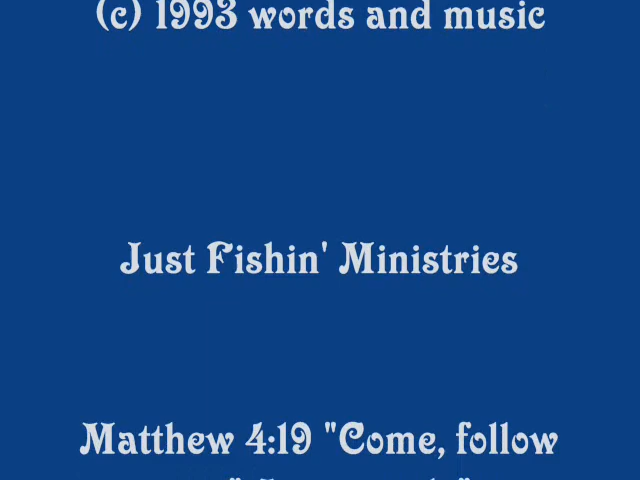 (c) 1993 words and music
Just Fishin' Ministries
Matthew 4:19 "Come, follow